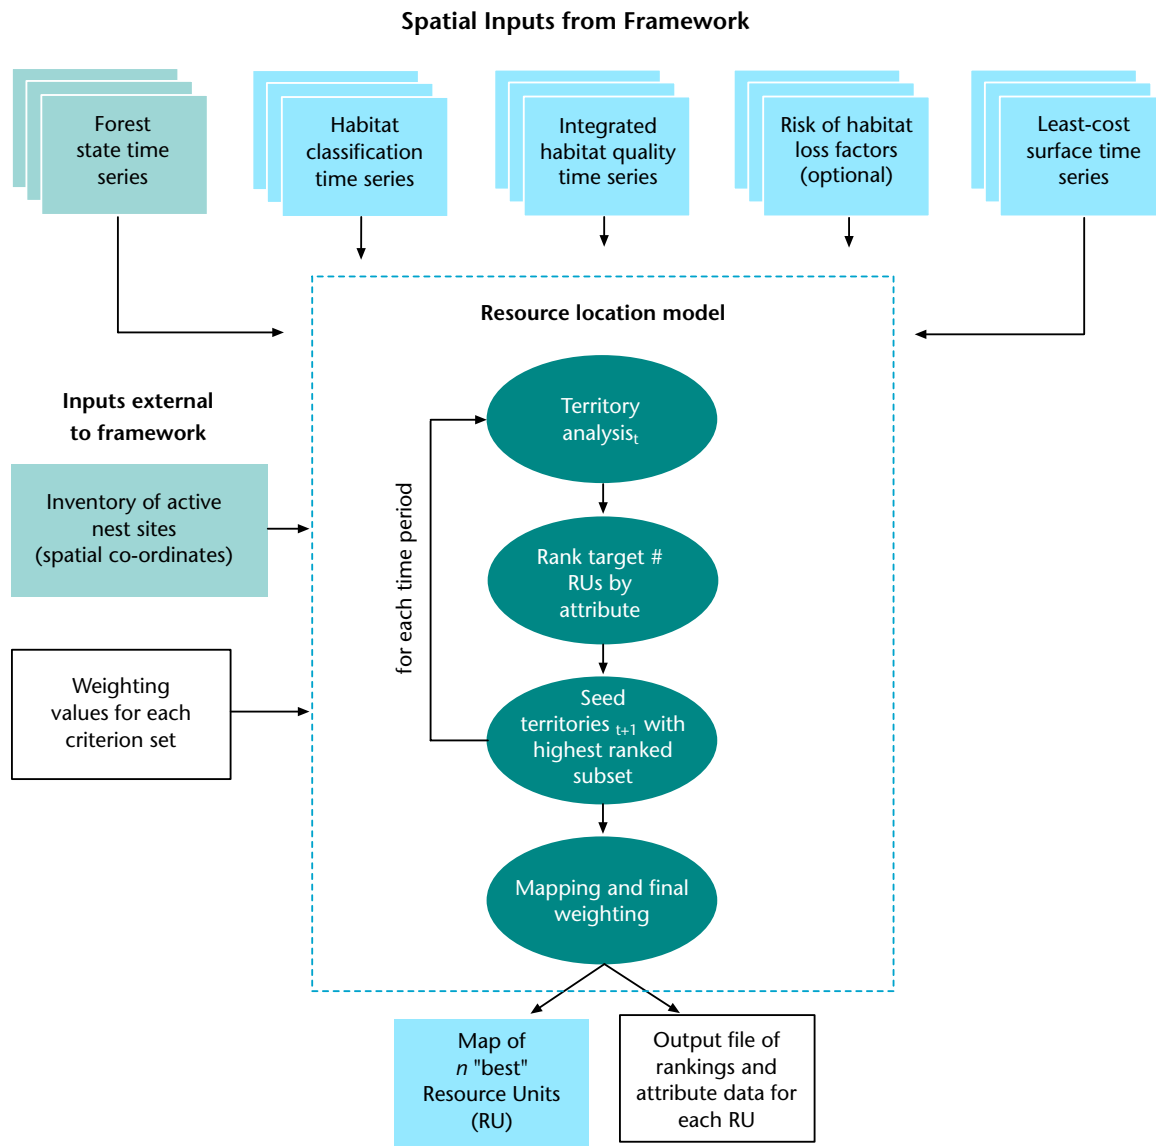 Spatial Inputs from Framework
Forest
state time
series
Habitat
classification
time series
Integrated
habitat quality
time series
Risk of habitat
loss factors
(optional)
Least-cost
surface time
series
Resource location model
Inputs external
to framework
Inventory of active
nest sites
(spatial co-ordinates)
Weighting
values for each
criterion set
for each time period
Territory
analysist
Rank target #
RUs by
attribute
Seed
territories t+1 with
highest ranked
subset
Mapping and final
weighting
Map of
n "best"
Resource Units
(RU)
Output file of
rankings and
attribute data for
each RU